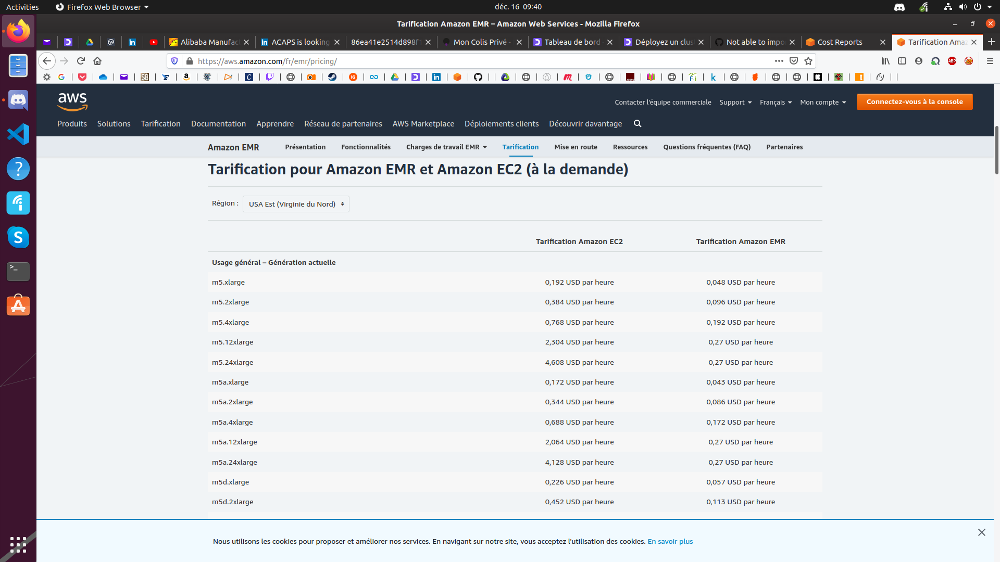 Activities
Firefox Web Browser
déc. 16 09:40
Tarification Amazon EMR – Amazon Web Services - Mozilla Firefox
Alibaba Manufac
ACAPS is looking
86ea41e2514d898f1
Mon Colis Privé -
Tableau de bord
Déployez un clus
Not able to impo
Cost Reports
Tarification Amaz
https://aws.amazon.com/fr/emr/pricing/
aws
Contacter l'équipe commerciale Support Français Mon compte Connectez-vous à la console
Produits Solutions Tarification Documentation Apprendre Réseau de partenaires AWS Marketplace Déploiements clients Découvrir davantage
Amazon EMR Présentation Fonctionnalités Charges de travail EMR Tarification Mise en route Ressources Questions fréquentes (FAQ) Partenaires
Tarification pour Amazon EMR et Amazon EC2 (à la demande)
Région : USA Est (Virginie du Nord)
Tarification Amazon EC2 Tarification Amazon EMR
Usage général – Génération actuelle
m5.xlarge 0,192 USD par heure 0,048 USD par heure
m5.2xlarge 0,384 USD par heure 0,096 USD par heure
m5.4xlarge 0,768 USD par heure 0,192 USD par heure
m5.12xlarge 2,304 USD par heure 0,27 USD par heure
m5.24xlarge 4,608 USD par heure 0,27 USD par heure
m5a.xlarge 0,172 USD par heure 0,043 USD par heure
m5a.2xlarge 0,344 USD par heure 0,086 USD par heure
m5a.4xlarge 0,688 USD par heure 0,172 USD par heure
m5a.12xlarge 2,064 USD par heure 0,27 USD par heure
m5a.24xlarge 4,128 USD par heure 0,27 USD par heure
m5d.xlarge 0,226 USD par heure 0,057 USD par heure
m5d.2xlarge 0,452 USD par heure 0,113 USD par heure
Nous utilisons les cookies pour proposer et améliorer nos services. En navigant sur notre site, vous acceptez l'utilisation des cookies. En savoir plus